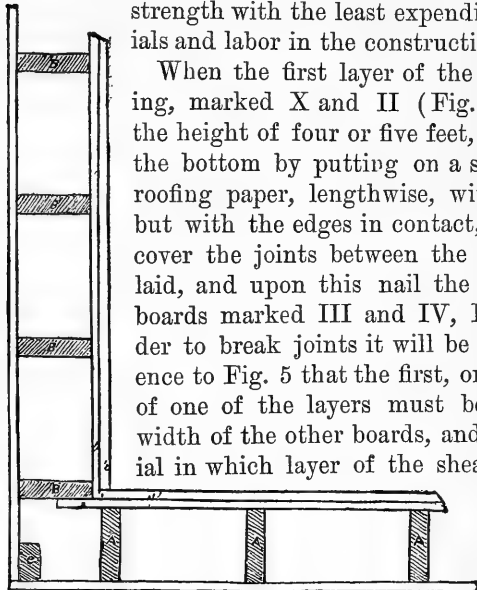 strength with the least expendi
ials and labor in the constructi
When the first layer of the
ing, marked X and II (Fig.
the height of four or five feet,
the bottom by putting on a s
roofing paper, lengthwise, wi
but with the edges in contact,
cover the joints between the
laid, and upon this nail the
boards marked III and IV, I
der to break joints it will be
ence to Fig. 5 that the first, or
of one of the layers must be
width of the other boards, and
ial in which layer of the shea
B
A
A
A